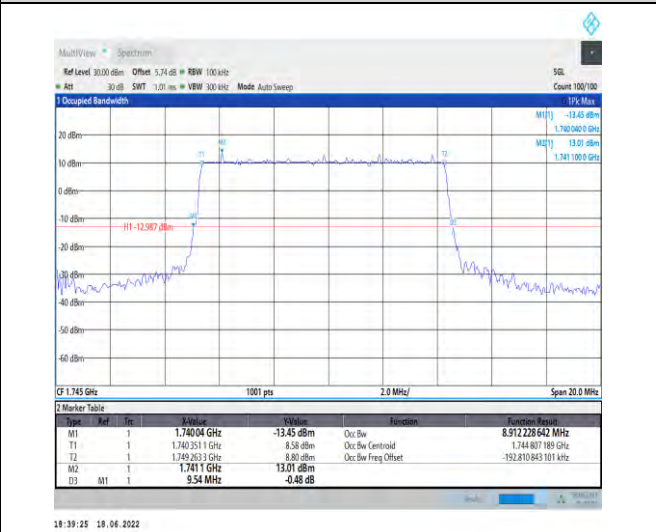 MultiView Spectrum
Ref Level 30.00 dBm Offset 5.74 dB RBW 100 kHz SGL
Att 30 dB SWT 1.01 ms VBW 300 kHz Mode Auto Sweep Count 100/100
1 Occupied Bandwidth 1Pk Max
M1[1] -13.45 dBm
1.740 040 0 GHz
M2[1] 13.01 dBm
1.741 100 0 GHz
20 dBm
M2
T1 T2
10 dBm
0 dBm
-10 dBm
M1 D3
H1 -12.987 dBm
-20 dBm
-30 dBm
-40 dBm
-50 dBm
-60 dBm
CF 1.745 GHz 1001 pts 2.0 MHz/ Span 20.0 MHz
2 Marker Table
Type Ref Trc X-Value Y-Value Function Function Result
M1 1 1.74004 GHz -13.45 dBm Occ Bw 8.912 228 642 MHz
T1 1 1.740 351 1 GHz 8.58 dBm Occ Bw Centroid 1.744 807 189 GHz
T2 1 1.749 263 3 GHz 8.80 dBm Occ Bw Freq Offset -192.810 843 101 kHz
M2 1 1.7411 GHz 13.01 dBm
D3 M1 1 9.54 MHz -0.48 dB
18:39:25 18.06.2022